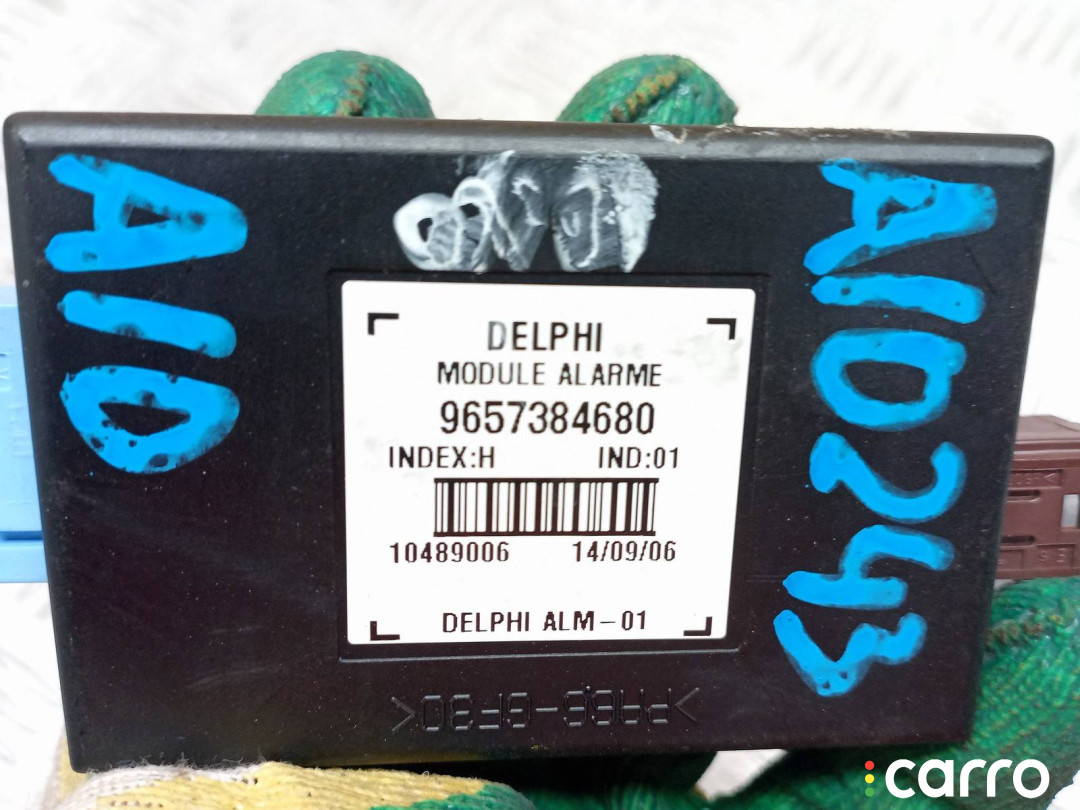 A10
A10243
DELPHI
MODULE ALARME
9657384680
INDEX:H IND:01
10489006 14/09/06
DELPHI ALM-01
>PA66-GF30<
carro